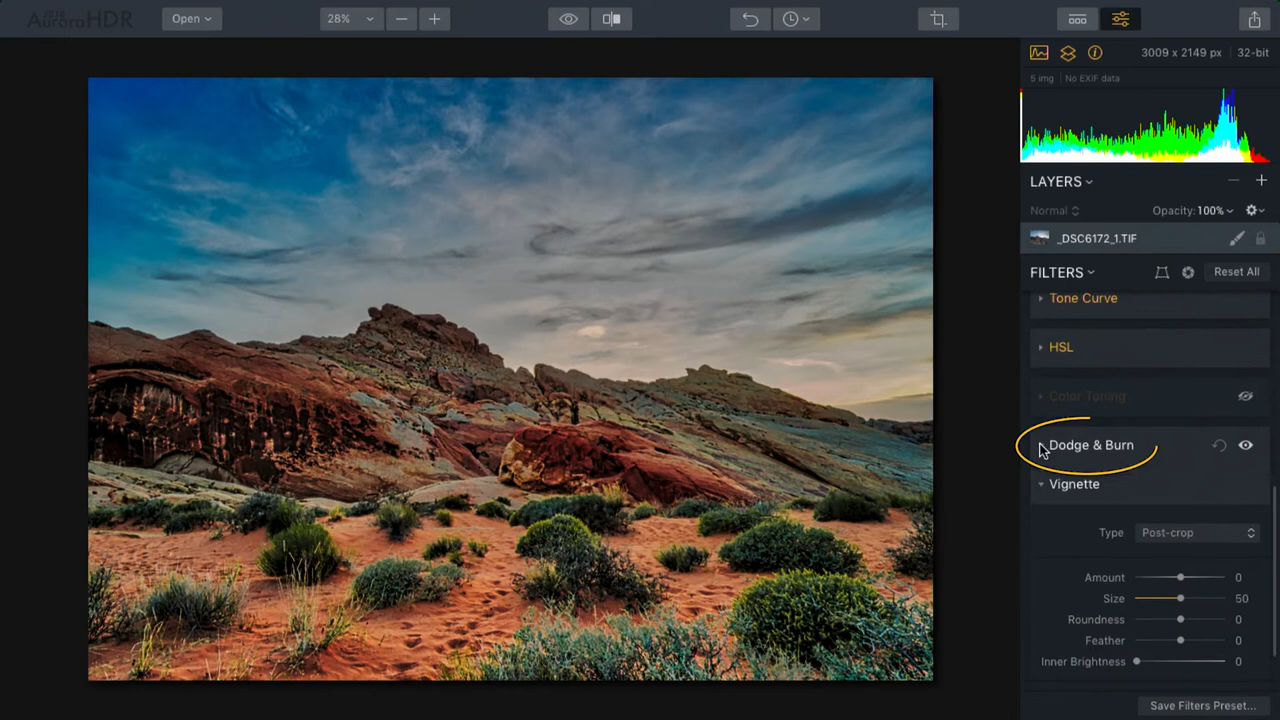 2018
AuroraHDR
Open
28%
3009 x 2149 px
32-bit
5 img
No EXIF data
LAYERS
Normal
Opacity:100%
_DSC6172_1.TIF
FILTERS
Reset All
Tone Curve
HSL
Color Toning
Dodge & Burn
Vignette
Type
Post-crop
Amount 0
Size 50
Roundness 0
Feather 0
Inner Brightness 0
Save Filters Preset...